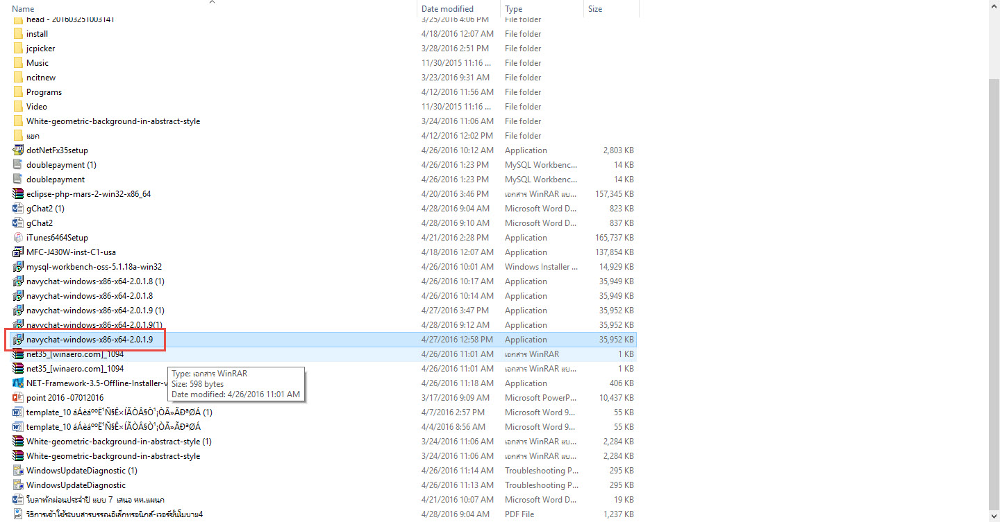 Name Date modified Type Size
head - 201603251003141 3/25/2016 4:06 PM File folder
install 4/18/2016 12:07 AM File folder
jcpicker 3/28/2016 2:51 PM File folder
Music 11/30/2015 11:16 ... File folder
ncitnew 3/23/2016 9:31 AM File folder
Programs 4/12/2016 11:56 AM File folder
Video 11/30/2015 11:16 ... File folder
White-geometric-background-in-abstract-style 3/24/2016 11:06 AM File folder
แยก 4/12/2016 12:02 PM File folder
dotNetFx35setup 4/26/2016 10:12 AM Application 2,803 KB
doublepayment (1) 4/26/2016 1:23 PM MySQL Workbenc... 14 KB
doublepayment 4/26/2016 1:23 PM MySQL Workbenc... 14 KB
eclipse-php-mars-2-win32-x86_64 4/20/2016 3:46 PM เอกสาร WinRAR แบ... 157,345 KB
gChat2 (1) 4/28/2016 9:04 AM Microsoft Word D... 823 KB
gChat2 4/28/2016 9:10 AM Microsoft Word D... 837 KB
iTunes6464Setup 4/21/2016 2:28 PM Application 165,737 KB
MFC-J430W-inst-C1-usa 4/18/2016 12:07 AM Application 137,854 KB
mysql-workbench-oss-5.1.18a-win32 4/26/2016 10:01 AM Windows Installer ... 14,929 KB
navychat-windows-x86-x64-2.0.1.8 (1) 4/26/2016 10:17 AM Application 35,949 KB
navychat-windows-x86-x64-2.0.1.8 4/26/2016 10:14 AM Application 35,949 KB
navychat-windows-x86-x64-2.0.1.9 (1) 4/27/2016 3:47 PM Application 35,952 KB
navychat-windows-x86-x64-2.0.1.9(1) 4/28/2016 9:12 AM Application 35,952 KB
navychat-windows-x86-x64-2.0.1.9 4/27/2016 12:58 PM Application 35,952 KB
net35_[winaero.com]_1094 4/26/2016 11:01 AM เอกสาร WinRAR 1 KB
net35_[winaero.com]_1094 4/26/2016 11:01 AM เอกสาร WinRAR แบ... 1 KB
Type: เอกสาร WinRAR
Size: 598 bytes
Date modified: 4/26/2016 11:01 AM
NET-Framework-3.5-Offline-Installer-v 4/26/2016 11:18 AM Application 406 KB
point 2016 -07012016 3/17/2016 9:09 AM Microsoft PowerP... 10,437 KB
template_10 áÁèáººË¹Ñ§Ê×ÍÃÒÂ§Ò¹¡ÒÃ»ÃÐªØÁ (1) 4/7/2016 2:57 PM Microsoft Word 9... 55 KB
template_10 áÁèáººË¹Ñ§Ê×ÍÃÒÂ§Ò¹¡ÒÃ»ÃÐªØÁ 4/4/2016 8:56 AM Microsoft Word 9... 55 KB
White-geometric-background-in-abstract-style (1) 3/24/2016 11:06 AM เอกสาร WinRAR แบ... 2,284 KB
White-geometric-background-in-abstract-style 3/24/2016 11:06 AM เอกสาร WinRAR แบ... 2,284 KB
WindowsUpdateDiagnostic (1) 4/26/2016 11:14 AM Troubleshooting P... 295 KB
WindowsUpdateDiagnostic 4/26/2016 11:13 AM Troubleshooting P... 295 KB
ใบลาพักผ่อนประจำปี แบบ 7 เสนอ หห.แผนก 4/21/2016 10:07 AM Microsoft Word D... 19 KB
วิธีการเข้าใช้ระบบสารบรรณอิเล็กทรอนิกส์-เวอร์ชั่นโมบาย4 4/28/2016 9:04 AM PDF File 1,237 KB